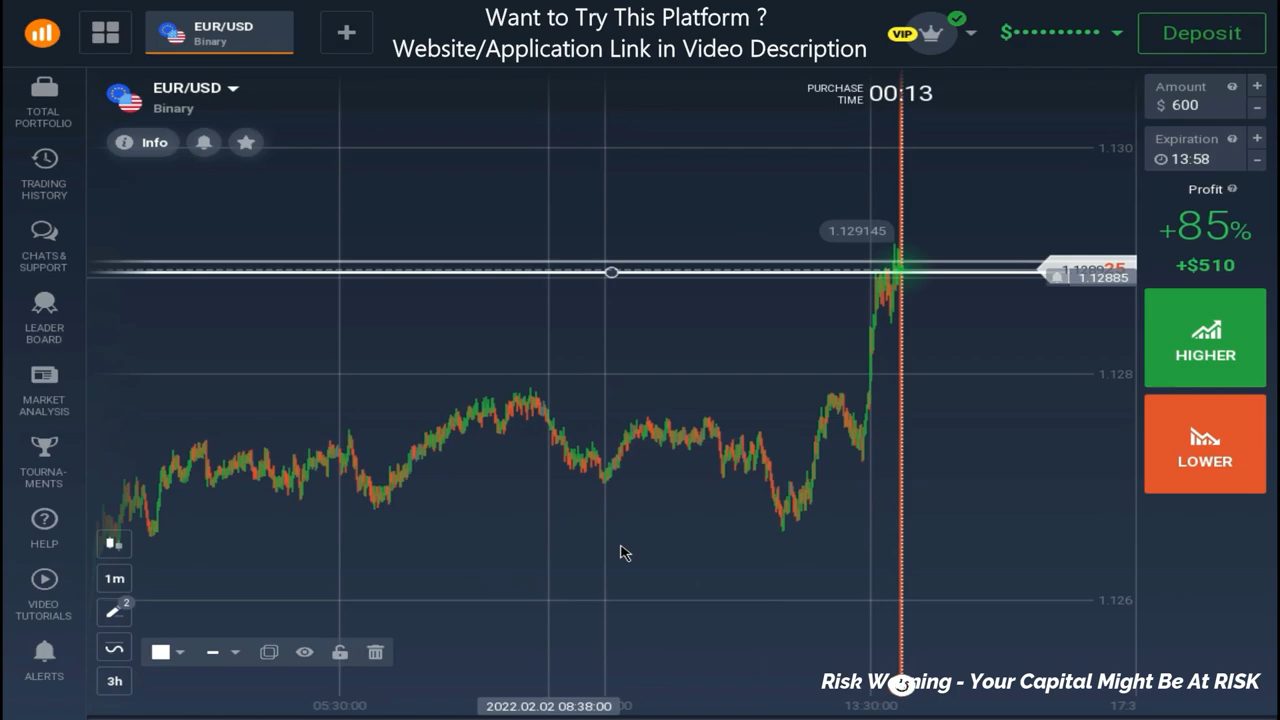 Want to Try This Platform ?
Website/Application Link in Video Description
EUR/USD
Binary
VIP
$••••••••••
Deposit
TOTAL
PORTFOLIO
TRADING
HISTORY
CHATS &
SUPPORT
LEADER
BOARD
MARKET
ANALYSIS
TOURNA-
MENTS
HELP
VIDEO
TUTORIALS
ALERTS
EUR/USD
Binary
Info
PURCHASE
TIME
00:13
1.130
1.129145
1.12885
1.128
1.126
1m
2
3h
05:30:00
2022.02.02 08:38:00
13:30:00
17:3
Amount
$ 600
+
-
Expiration
13:58
+
-
Profit
+85%
+$510
HIGHER
LOWER
Your Capital Might Be At RISK